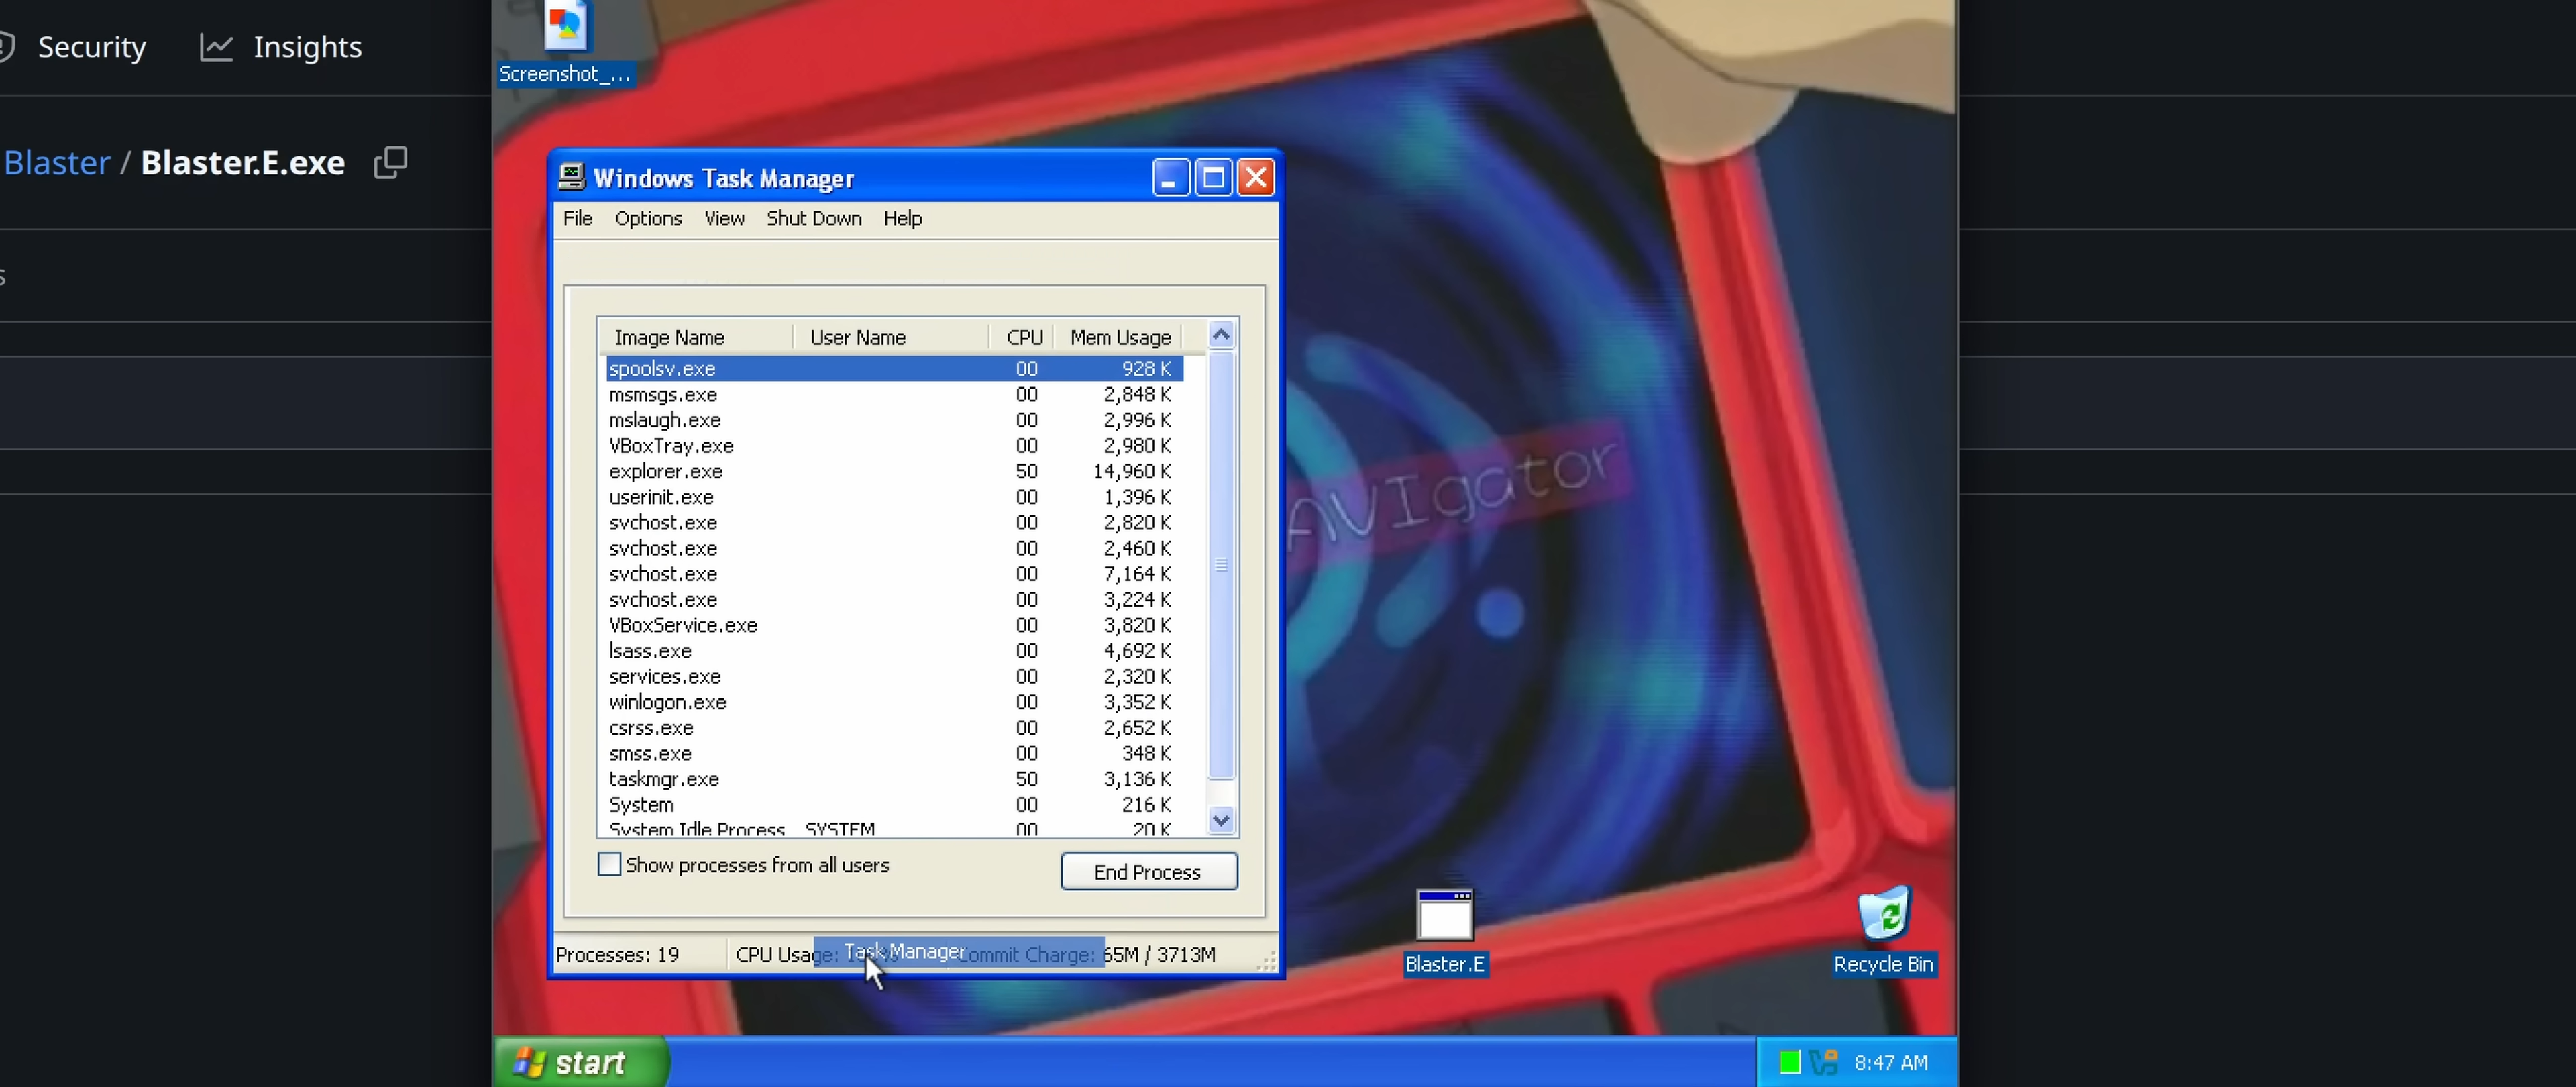 Security Insights
Blaster / Blaster.E.exe
s
Screenshot_...
Windows Task Manager
File Options View Shut Down Help
Image Name User Name CPU Mem Usage
spoolsv.exe 00 928 K
msmsgs.exe 00 2,848 K
mslaugh.exe 00 2,996 K
VBoxTray.exe 00 2,980 K
explorer.exe 50 14,960 K
userinit.exe 00 1,396 K
svchost.exe 00 2,820 K
svchost.exe 00 2,460 K
svchost.exe 00 7,164 K
svchost.exe 00 3,224 K
VBoxService.exe 00 3,820 K
lsass.exe 00 4,692 K
services.exe 00 2,320 K
winlogon.exe 00 3,352 K
csrss.exe 00 2,652 K
smss.exe 00 348 K
taskmgr.exe 50 3,136 K
System 00 216 K
System Idle Process SYSTEM 00 20 K
Show processes from all users
End Process
Processes: 19 CPU Usage: Commit Charge: 65M / 3713M
Task Manager
AVIgator
Blaster.E
Recycle Bin
start
8:47 AM